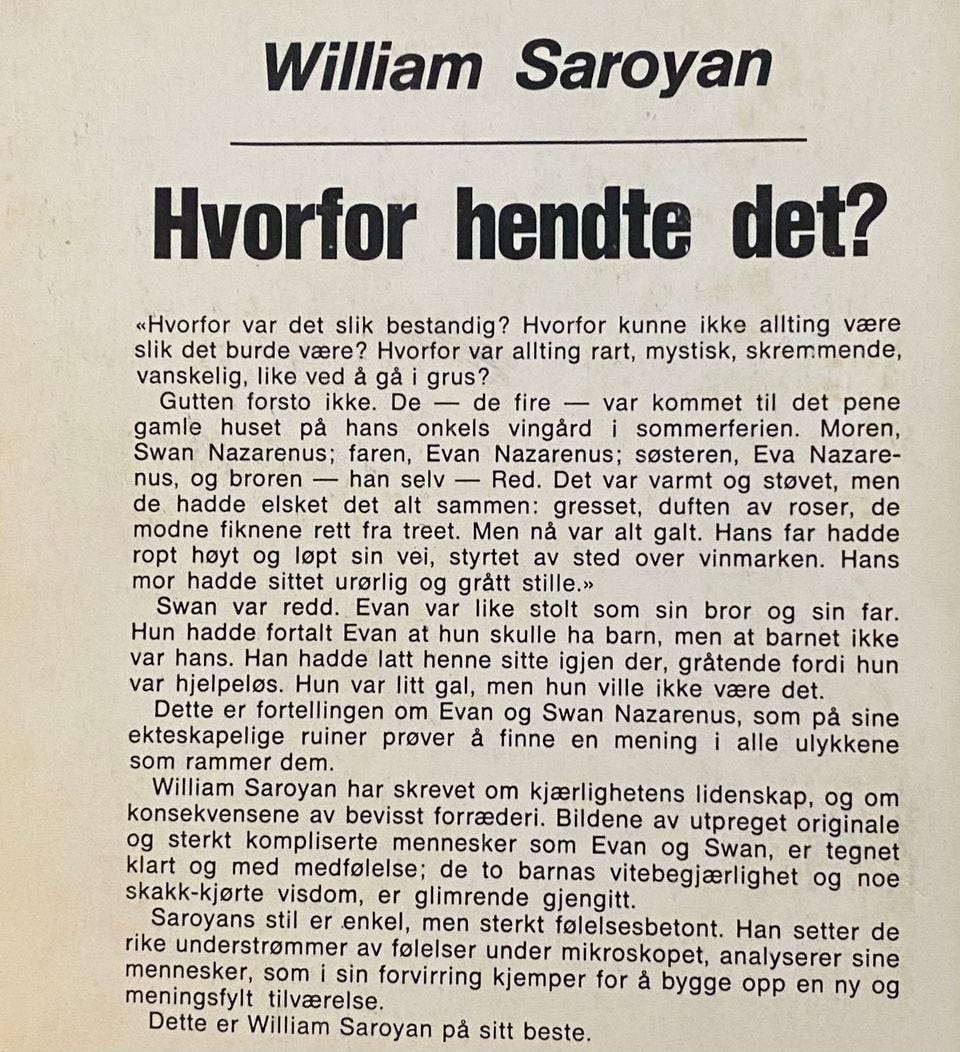 William Saroyan
Hvorfor hendte det?
«Hvorfor var det slik bestandig? Hvorfor kunne ikke allting være
slik det burde være? Hvorfor var allting rart, mystisk, skremmende,
vanskelig, like ved å gå i grus?
Gutten forsto ikke. De — de fire — var kommet til det pene
gamle huset på hans onkels vingård i sommerferien. Moren,
Swan Nazarenus; faren, Evan Nazarenus; søsteren, Eva Nazare-
nus, og broren — han selv — Red. Det var varmt og støvet, men
de hadde elsket det alt sammen: gresset, duften av roser, de
modne fiknene rett fra treet. Men nå var alt galt. Hans far hadde
ropt høyt og løpt sin vei, styrtet av sted over vinmarken. Hans
mor hadde sittet urørlig og grått stille.»
Swan var redd. Evan var like stolt som sin bror og sin far.
Hun hadde fortalt Evan at hun skulle ha barn, men at barnet ikke
var hans. Han hadde latt henne sitte igjen der, gråtende fordi hun
var hjelpeløs. Hun var litt gal, men hun ville ikke være det.
Dette er fortellingen om Evan og Swan Nazarenus, som på sine
ekteskapelige ruiner prøver å finne en mening i alle ulykkene
som rammer dem.
William Saroyan har skrevet om kjærlighetens lidenskap, og om
konsekvensene av bevisst forræderi. Bildene av utpreget originale
og sterkt kompliserte mennesker som Evan og Swan, er tegnet
klart og med medfølelse; de to barnas vitebegjærlighet og noe
skakk-kjørte visdom, er glimrende gjengitt.
Saroyans stil er enkel, men sterkt følelsesbetont. Han setter de
rike understrømmer av følelser under mikroskopet, analyserer sine
mennesker, som i sin forvirring kjemper for å bygge opp en ny og
meningsfylt tilværelse.
Dette er William Saroyan på sitt beste.